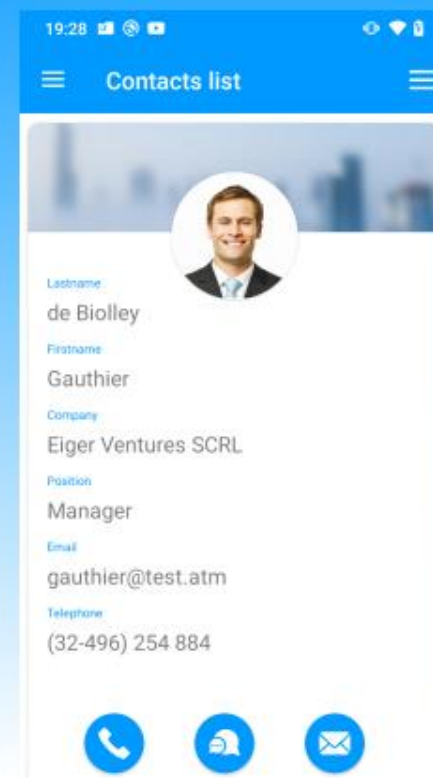 19:28
Contacts list
Lastname
de Biolley
Firstname
Gauthier
Company
Eiger Ventures SCRL
Position
Manager
Email
gauthier@test.atm
Telephone
(32-496) 254 884